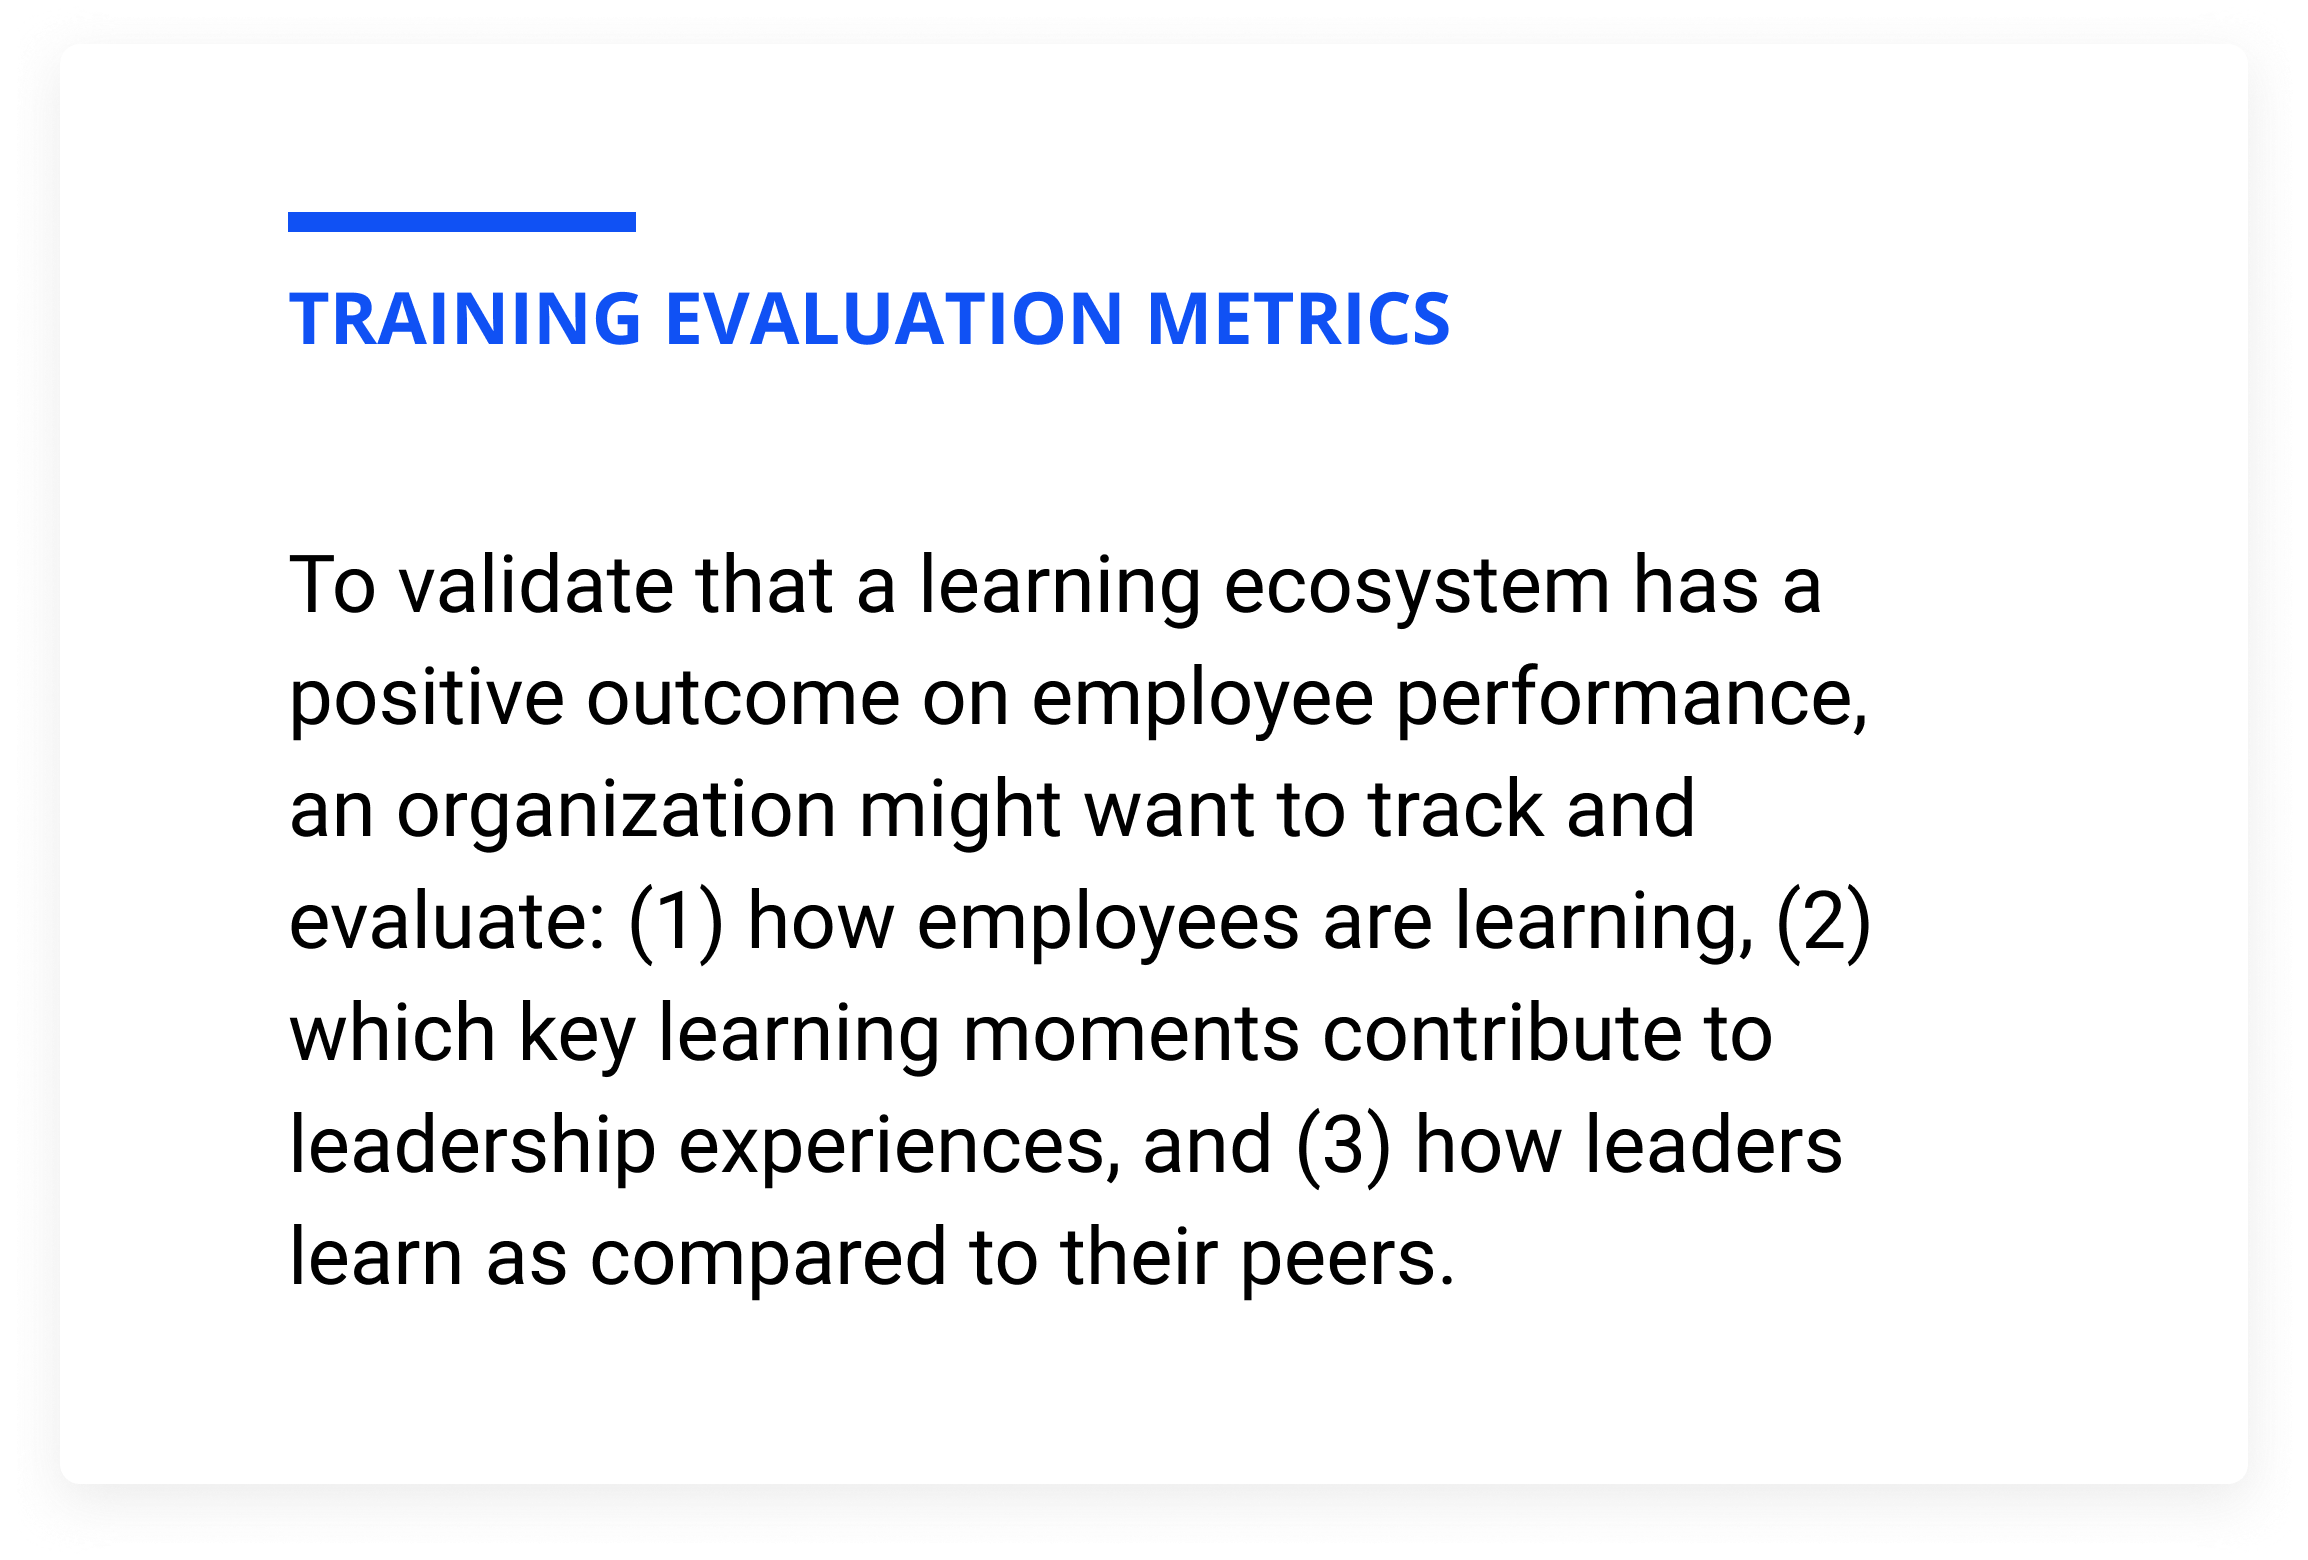 TRAINING EVALUATION METRICS
To validate that a learning ecosystem has a
positive outcome on employee performance,
an organization might want to track and
evaluate: (1) how employees are learning, (2)
which key learning moments contribute to
leadership experiences, and (3) how leaders
learn as compared to their peers.